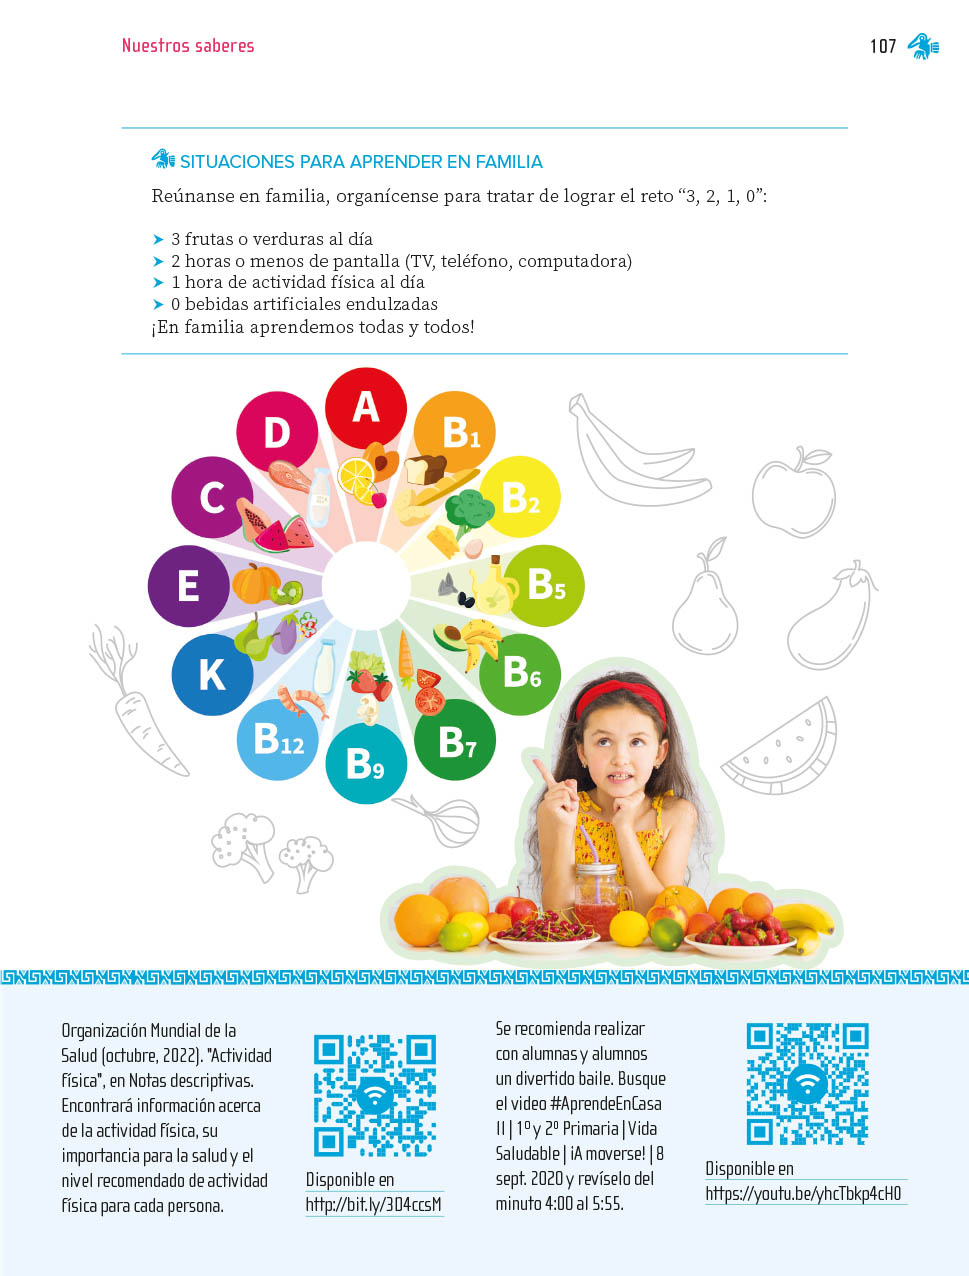 Nuestros saberes
107
SITUACIONES PARA APRENDER EN FAMILIA
Reúnanse en familia, organícense para tratar de lograr el reto “3, 2, 1, 0”:
➤ 3 frutas o verduras al día
➤ 2 horas o menos de pantalla (TV, teléfono, computadora)
➤ 1 hora de actividad física al día
➤ 0 bebidas artificiales endulzadas
¡En familia aprendemos todas y todos!
A
B1
B2
B5
B6
B7
B9
B12
K
E
C
D
Organización Mundial de la
Salud (octubre, 2022). "Actividad
física", en Notas descriptivas.
Encontrará información acerca
de la actividad física, su
importancia para la salud y el
nivel recomendado de actividad
física para cada persona.
Disponible en
http://bit.ly/3D4ccsM
Se recomienda realizar
con alumnas y alumnos
un divertido baile. Busque
el video #AprendeEnCasa
II | 1º y 2º Primaria | Vida
Saludable | ¡A moverse! | 8
sept. 2020 y revíselo del
minuto 4:00 al 5:55.
Disponible en
https://youtu.be/yhcTbkp4cH0